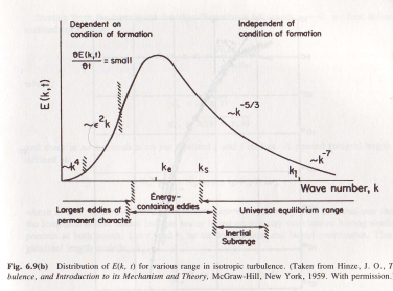 Dependent on
condition of formation
Independent of
condition of formation
∂E(k,t)
∂t
= small
E(k,t)
~k⁴
~ϵ²k
~k⁻⁵/³
~k⁻⁷
kₑ
kₛ
k₁
Wave number, k
Largest eddies of
permanent character
Energy-
containing eddies
Universal equilibrium range
Inertial
Subrange
Fig. 6.9(b) Distribution of E(k, t) for various range in isotropic turbulence. (Taken from Hinze, J. O., T
bulence, and Introduction to its Mechanism and Theory, McGraw-Hill, New York, 1959. With permission.